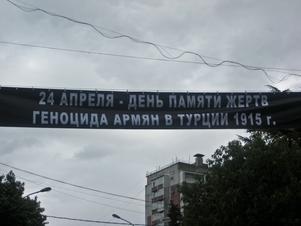 24 АПРЕЛЯ - ДЕНЬ ПАМЯТИ ЖЕРТВ
ГЕНОЦИДА АРМЯН В ТУРЦИИ 1915 г.